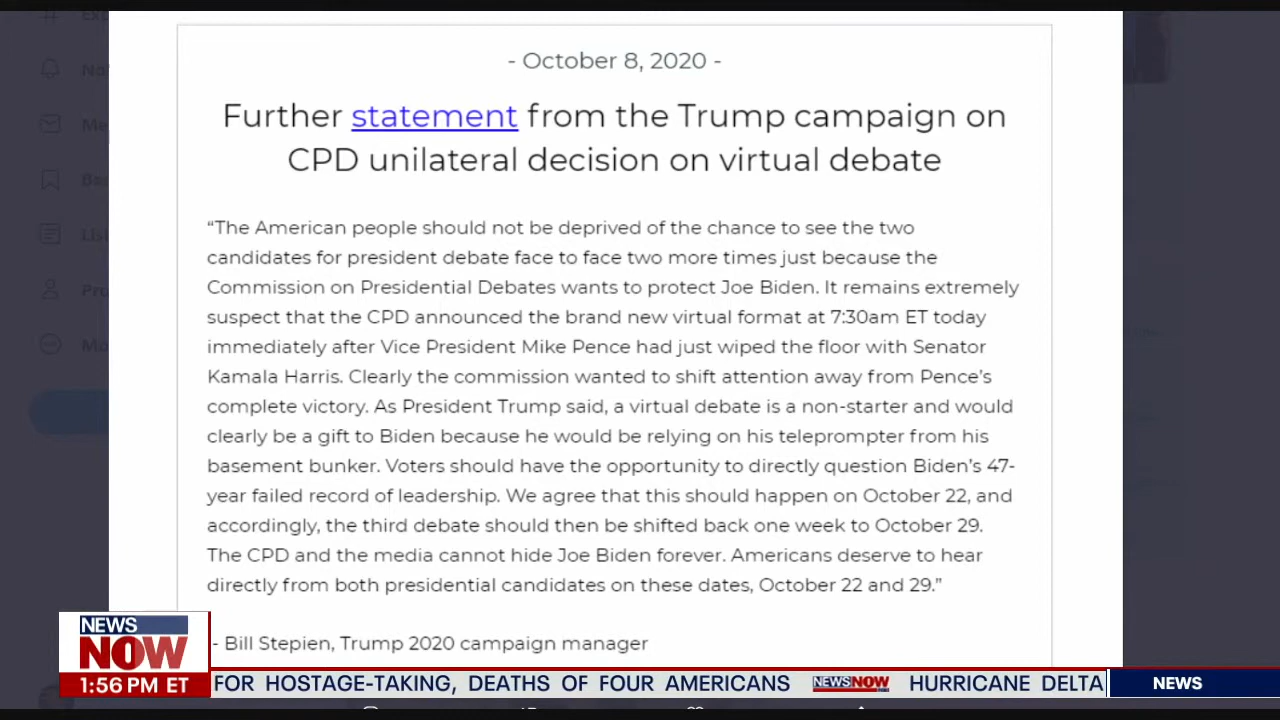 - October 8, 2020 -
Further statement from the Trump campaign on
CPD unilateral decision on virtual debate
“The American people should not be deprived of the chance to see the two
candidates for president debate face to face two more times just because the
Commission on Presidential Debates wants to protect Joe Biden. It remains extremely
suspect that the CPD announced the brand new virtual format at 7:30am ET today
immediately after Vice President Mike Pence had just wiped the floor with Senator
Kamala Harris. Clearly the commission wanted to shift attention away from Pence’s
complete victory. As President Trump said, a virtual debate is a non-starter and would
clearly be a gift to Biden because he would be relying on his teleprompter from his
basement bunker. Voters should have the opportunity to directly question Biden’s 47-
year failed record of leadership. We agree that this should happen on October 22, and
accordingly, the third debate should then be shifted back one week to October 29.
The CPD and the media cannot hide Joe Biden forever. Americans deserve to hear
directly from both presidential candidates on these dates, October 22 and 29.”
- Bill Stepien, Trump 2020 campaign manager
NEWS
NOW
1:56 PM ET
FOR HOSTAGE-TAKING, DEATHS OF FOUR AMERICANS NEWSNOW HURRICANE DELTA
NEWS